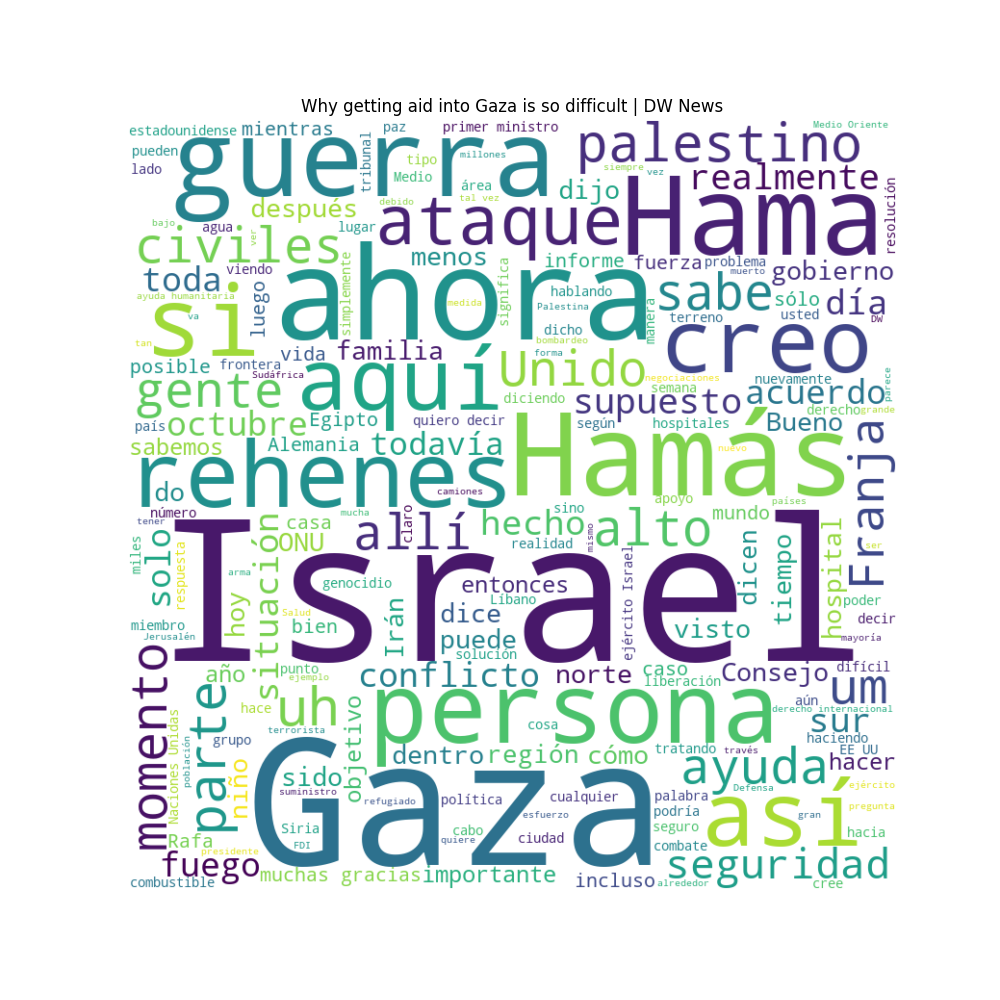 Why getting aid into Gaza is so difficult | DW News
estadounidense mientras paz primer ministro Medio Oriente
guerra palestino
pueden tribunal tipo millones siempre vez
lado Medio área tal vez dijo realmente
después debido ataque Hama resolución
bajo agua lugar
civiles ver menos informe fuerza problema gobierno
toda viendo ahora simplemente significa hablando sabe muerto sólo día
ayuda humanitaria luego medida Palestina manera terreno usted DW
va si dicho creo
tan vida familia bombardeo
posible frontera Sudáfrica aquí Unido forma negociaciones nuevamente parece
gente diciendo semana acuerdo
país octubre Egipto quiero decir supuesto derecho grande
sabemos Alemania todavía según hospitales Bueno Franja
rehenes Hamás nuevo
do camiones apoyo países
número casa mucha claro sino mundo
tener ONU allí hecho alto
miles solo situación realidad mismo dicen tiempo hospital ser
respuesta arma genocidio Israel entonces ejército Israel poder
miembro hoy Salud Irán Líbano decir
Jerusalén bien dice visto mayoría
puede solución
momento año punto conflicto norte caso Consejo difícil
ejemplo liberación
parte hace uh persona aún um
derecho internacional
Naciones Unidas terrorista objetivo cosa sur
grupo dentro región cómo tratando haciendo EE UU
población niño sido través hacer
suministro Gaza ayuda Defensa ejército
refugiado política cualquier palabra pregunta
Siria esfuerzo podría así gran
Rafa FDI cabo quiere ciudad seguro hacia
presidente combate
fuego seguridad
combustible muchas gracias importante incluso alrededor cree